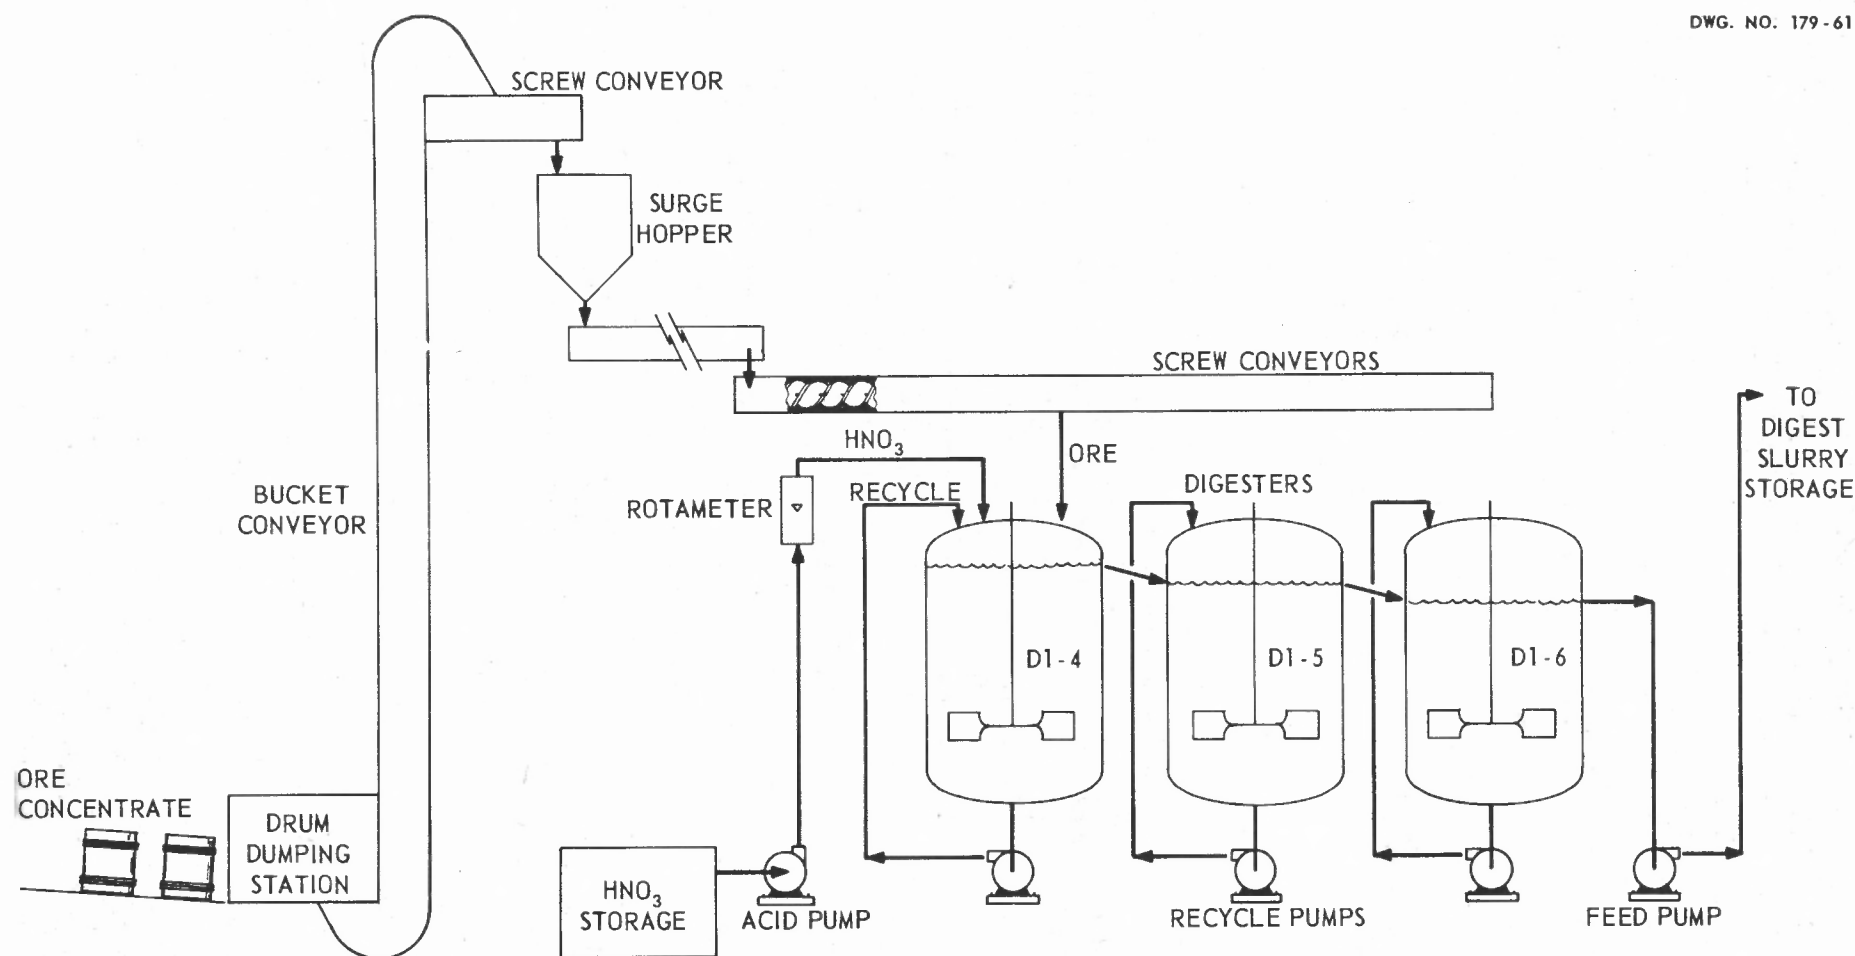 DWG. NO. 179-61
SCREW CONVEYOR
SURGE
HOPPER
SCREW CONVEYORS
HNO3
ORE
TO
DIGEST
SLURRY
STORAGE
BUCKET
CONVEYOR
ROTAMETER
RECYCLE
DIGESTERS
D1-4
D1-5
D1-6
ORE
CONCENTRATE
DRUM
DUMPING
STATION
HNO3
STORAGE
ACID PUMP
RECYCLE PUMPS
FEED PUMP